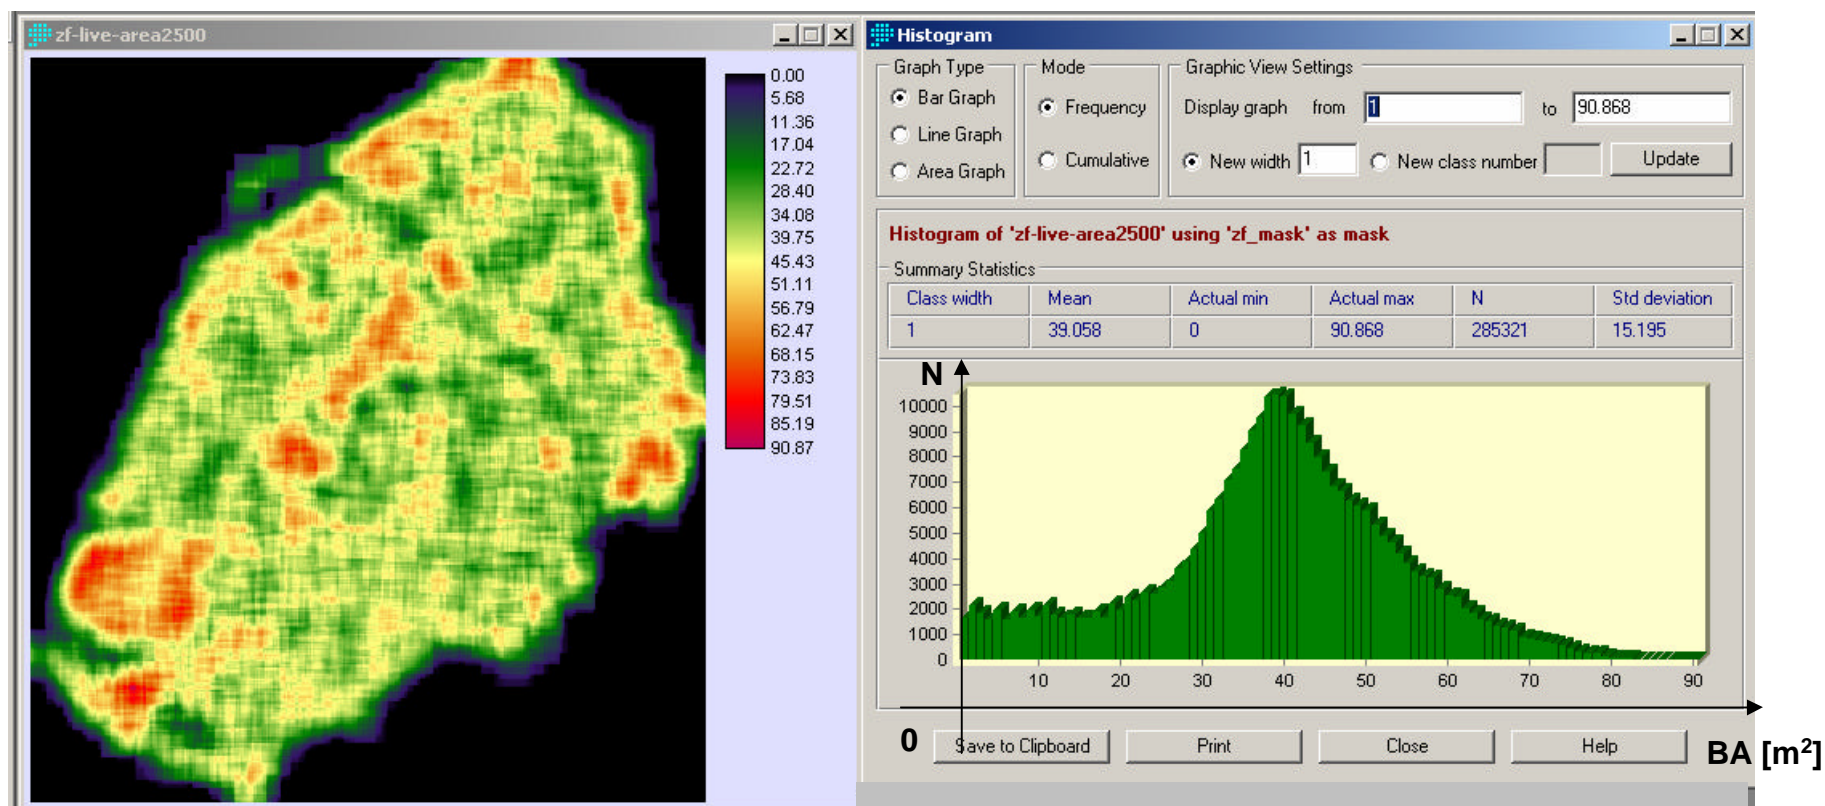 zf-live-area2500
0.00
5.68
11.36
17.04
22.72
28.40
34.08
39.75
45.43
51.11
56.79
62.47
68.15
73.83
79.51
85.19
90.87
Histogram
Graph Type
Bar Graph
Line Graph
Area Graph
Mode
Frequency
Cumulative
Graphic View Settings
Display graph from 1 to 90.868
New width 1 New class number Update
Histogram of 'zf-live-area2500' using 'zf_mask' as mask
Summary Statistics
Class width Mean Actual min Actual max N Std deviation
1 39.058 0 90.868 285321 15.195
N
10000
9000
8000
7000
6000
5000
4000
3000
2000
1000
0
10 20 30 40 50 60 70 80 90
0
Save to Clipboard Print Close Help
BA [m²]